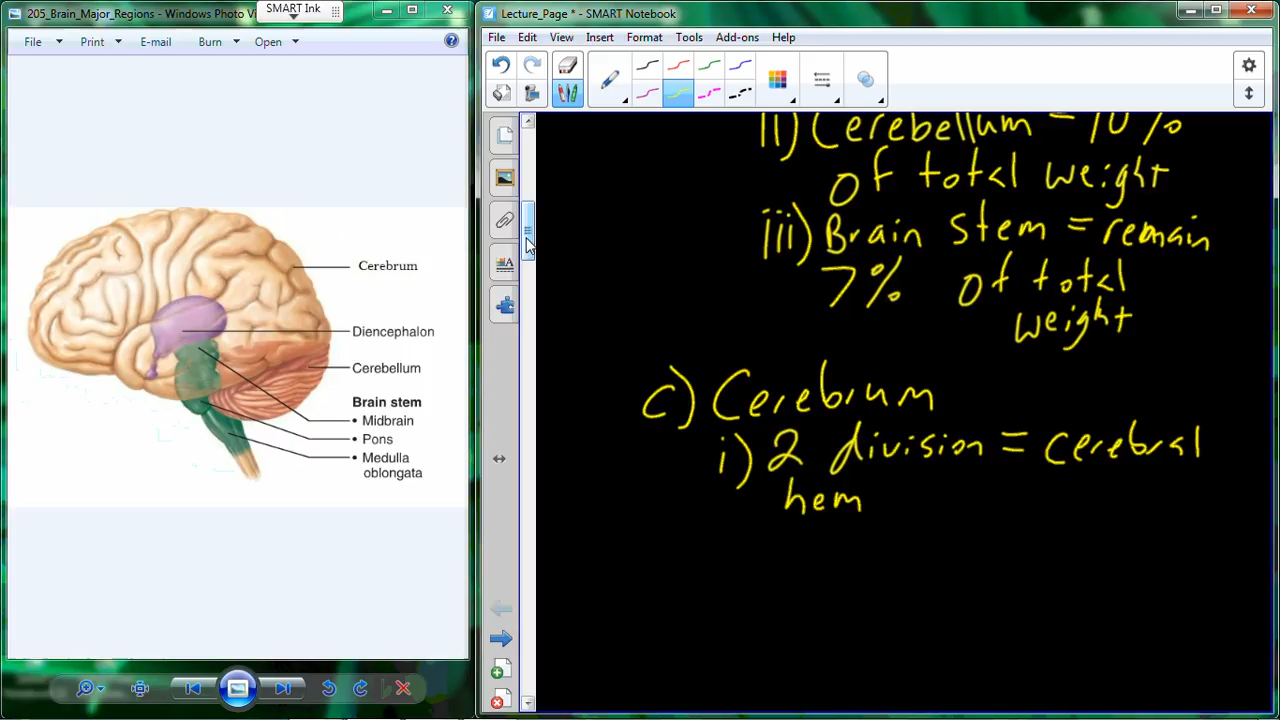 205_Brain_Major_Regions - Windows Photo Vi
SMART Ink
File Print E-mail Burn Open
Cerebrum
Diencephalon
Cerebellum
Brain stem
• Midbrain
• Pons
• Medulla
oblongata
Lecture_Page * - SMART Notebook
File Edit View Insert Format Tools Add-ons Help
ii) Cerebellum = 10%
of total weight
iii) Brain stem = remain
7% of total
weight
c) Cerebrum
i) 2 division = cerebral
hem